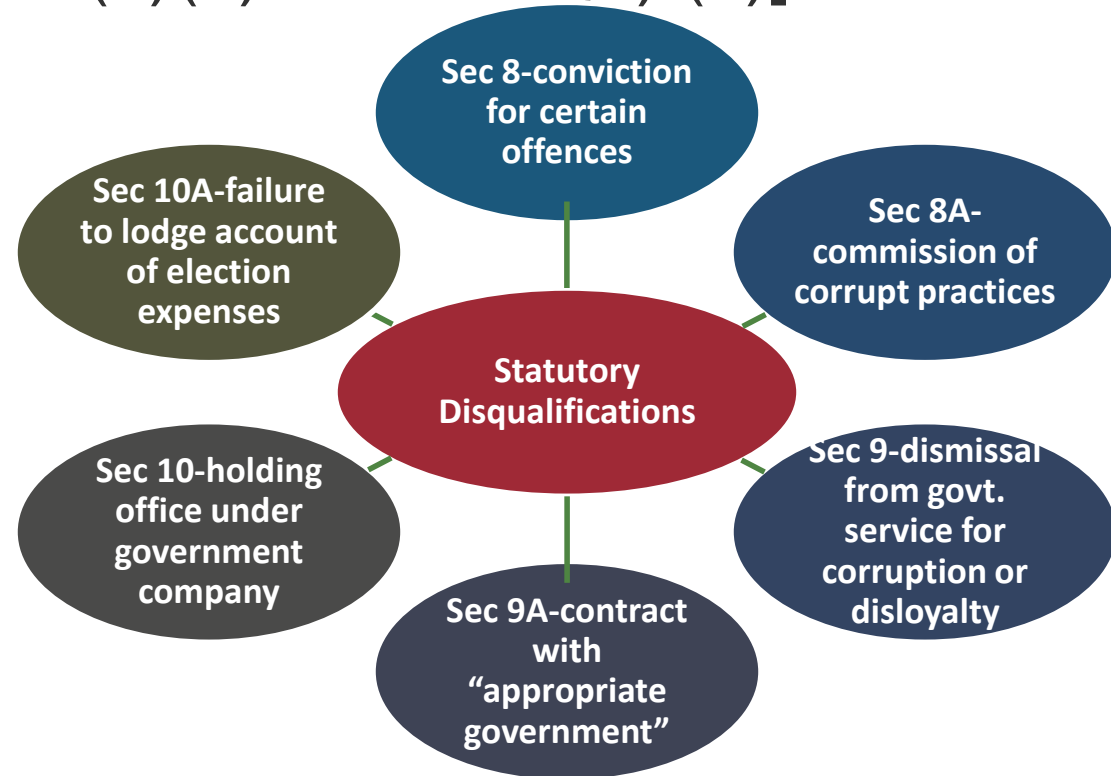 Sec 8-conviction
for certain
offences
Sec 8A-
commission of
corrupt practices
Sec 9-dismissal
from govt.
service for
corruption or
disloyalty
Sec 9A-contract
with
“appropriate
government”
Sec 10-holding
office under
government
company
Sec 10A-failure
to lodge account
of election
expenses
Statutory
Disqualifications